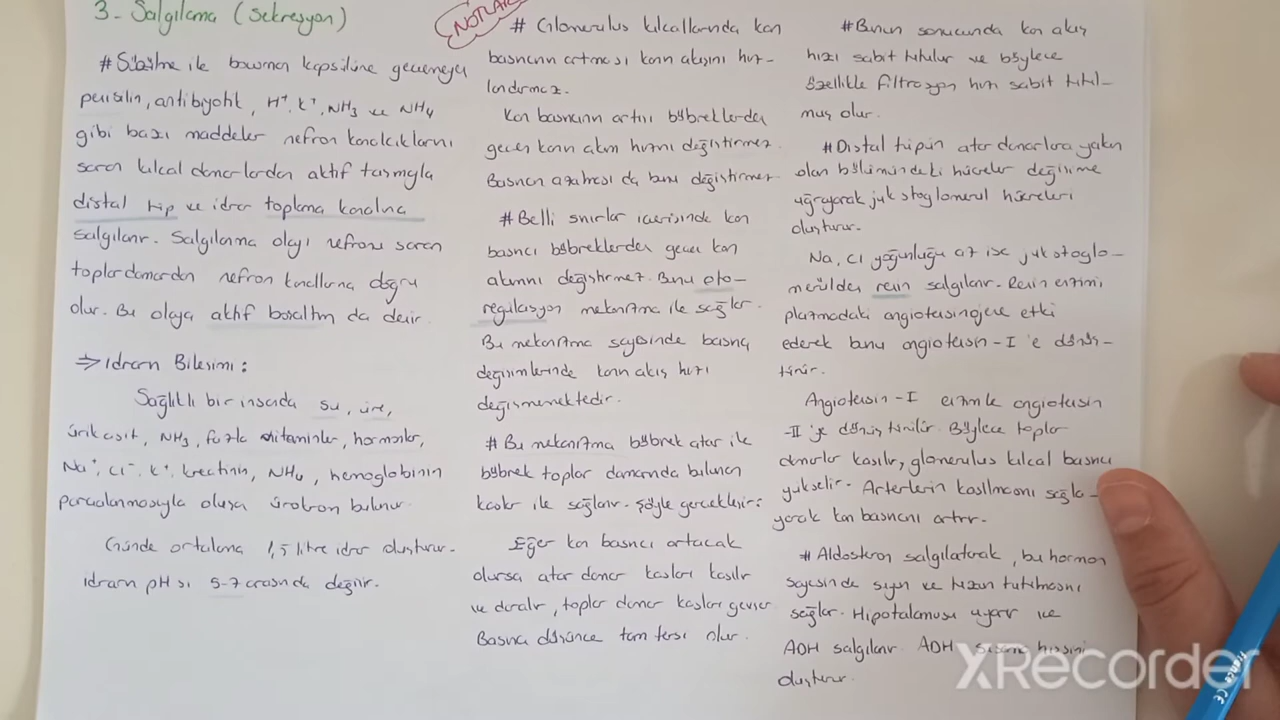 3- Salgılama (Sekresyon)
# Süzülme ile bowman kapsülüne geçemeyen
penisilin, antibiyotik, H⁺, K⁺, NH3 ve NH4
gibi bazı maddeler nefron kanalcıklarını
saran kılcal damarlardan aktif taşımayla
distal tüp ve idrar toplama kanalına
salgılanır. Salgılanma olayı nefronu saran
toplardamardan nefron kanallarına doğru
olur. Bu olaya aktif boşaltım da denir.
⇒ İdrarın Bileşimi:
Sağlıklı bir insanda su, üre,
ürik asit, NH3, fazla vitaminler, hormonlar,
Na⁺, Cl⁻, K⁺, kreatinin, NH4, hemoglobinin
parçalanmasıyla oluşan ürobin bulunur.
Günde ortalama 1,5 litre idrar oluşturur.
İdrarın pH sı 5-7 arasında değişir.
NOTLAR
# Glomerulus kılcallarında kan
basıncının artması kanın akışını hız-
landırmaz.
Kan basıncının artışı böbreklerden
geçen kanın akım hızını değiştirmez.
Basıncın azalması da bunu değiştirmez.
# Belli sınırlar içerisinde kan
basıncı böbreklerden geçen kan
akımını değiştirmez. Bunu oto-
regülasyon mekanizma ile sağlar.
Bu mekanizma sayesinde basınç
değişimlerinde kanın akış hızı
değişmemektedir.
# Bu mekanizma böbrek atar ile
böbrek toplar damarında bulunan
kaslar ile sağlanır. Şöyle gerçekleşir:
Eğer kan basıncı artacak
olursa atar damar kasları kasılır
ve daralır, toplar damar kasları gevşer
Basınç düşünce tam tersi olur.
# Bunun sonucunda kan akış
hızı sabit tutulur ve böylece
özellikle filtrasyon hızı sabit tutul-
muş olur.
# Distal tüpün atar damarlara yakın
olan bölümündeki hücreler değişime
uğrayarak jukstaglomerul hücreleri
oluşturur.
Na, Cl yoğunluğu az ise jukstaglo-
merülden renin salgılanır. Renin enzimi
plazmadaki angiotensinojene etki
ederek bunu angiotensin-I 'e dönüş-
türür.
Angiotensin-I enzimle angiotensin
-II 'ye dönüştürülür. Böylece toplar
damarlar kasılır, glomerulus kılcal basıncı
yükselir. Arterlerin kasılmasını sağla-
yarak kan basıncını artırır.
# Aldosteron salgılatarak, bu hormon
sayesinde suyun ve tuzun tutulmasını
sağlar. Hipotalamusu uyarır ve
ADH salgılanır. ADH susama hissini
oluşturur.
XRecorder